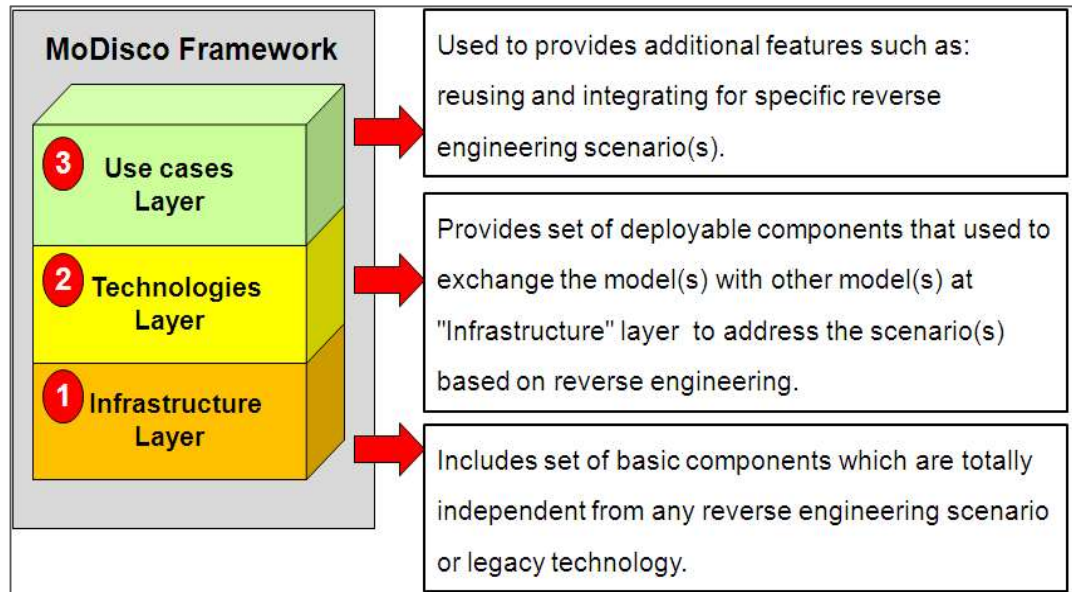 MoDisco Framework
3
Use cases
Layer
2
Technologies
Layer
1
Infrastructure
Layer
Used to provides additional features such as:
reusing and integrating for specific reverse
engineering scenario(s).
Provides set of deployable components that used to
exchange the model(s) with other model(s) at
"Infrastructure" layer to address the scenario(s)
based on reverse engineering.
Includes set of basic components which are totally
independent from any reverse engineering scenario
or legacy technology.